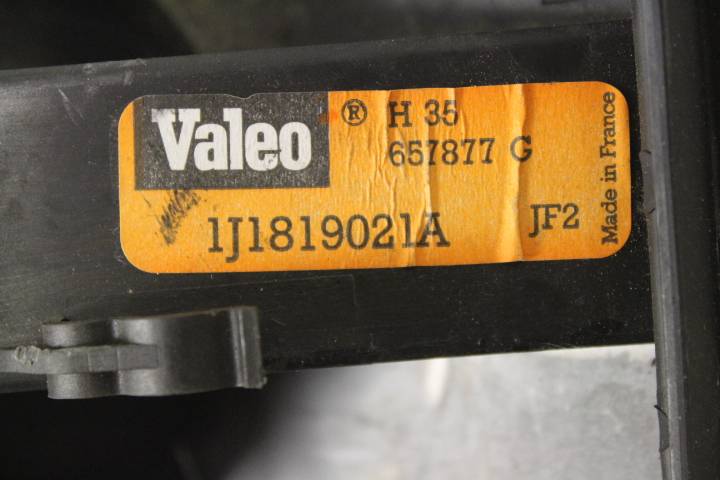 Valeo ® H 35
657877 G
1J1819021A JF2
Made in France